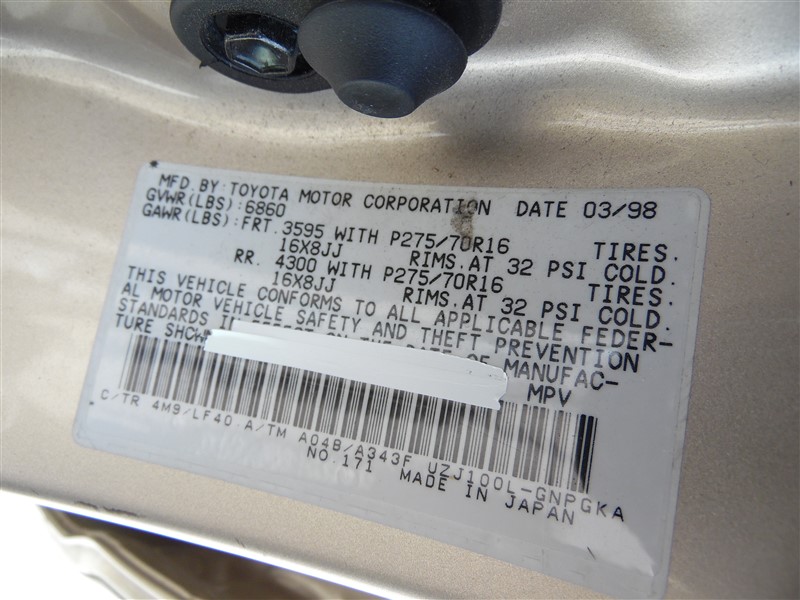 MFD.BY:TOYOTA MOTOR CORPORATION DATE 03/98
GVWR(LBS):6860
GAWR(LBS):FRT.3595 WITH P275/70R16 TIRES.
16X8JJ RIMS.AT 32 PSI COLD.
RR. 4300 WITH P275/70R16 TIRES.
16X8JJ RIMS.AT 32 PSI COLD.
THIS VEHICLE CONFORMS TO ALL APPLICABLE FEDER-
AL MOTOR VEHICLE SAFETY AND THEFT PREVENTION
STANDARDS OF MANUFAC-
TURE SHOW MPV
C/TR 4M9/LF40 A/TM A04B/A343F UZJ100L-GNPGKA
NO.171 MADE IN JAPAN